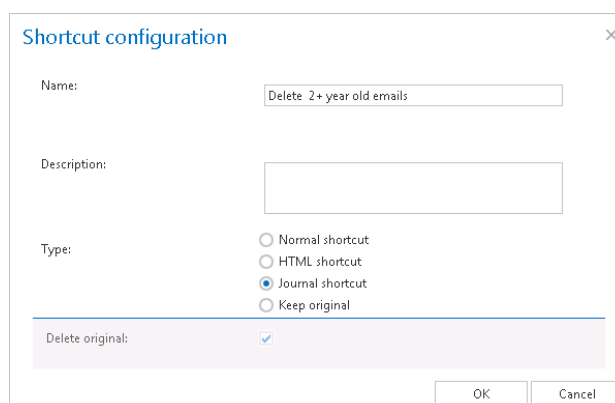 Shortcut configuration
Name:
Delete  2+ year old emails
Description:
Type:
Normal shortcut
HTML shortcut
Journal shortcut
Keep original
Delete original:
OK
Cancel